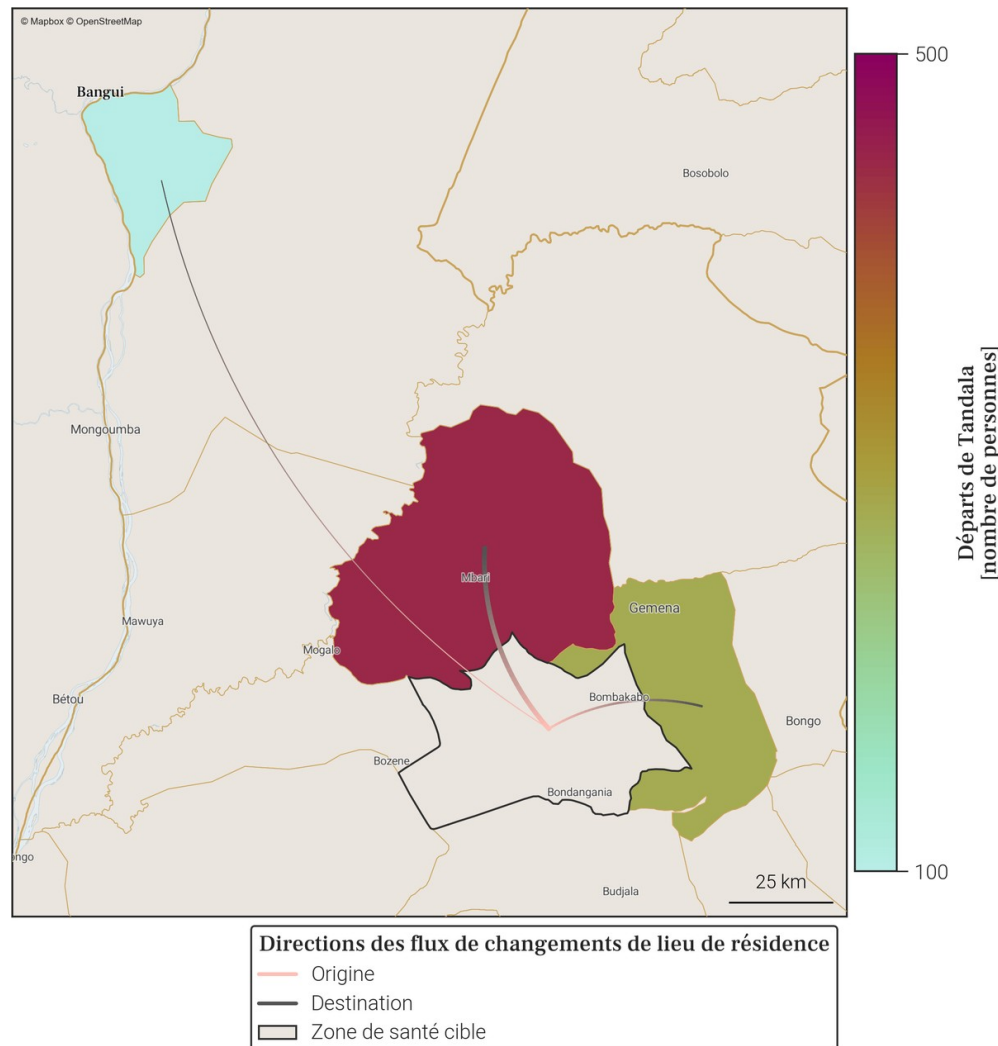 © Mapbox © OpenStreetMap
500
Bangui
Bosobolo
Mongoumba
Départs de Tandala
[nombre de personnes]
Mbari
Gemena
Mawuya
Mogalo
Bétou
Bombakabo
Bongo
Bozene
Bondangania
ngo
100
25 km
Budjala
Directions des flux de changements de lieu de résidence
Origine
Destination
Zone de santé cible